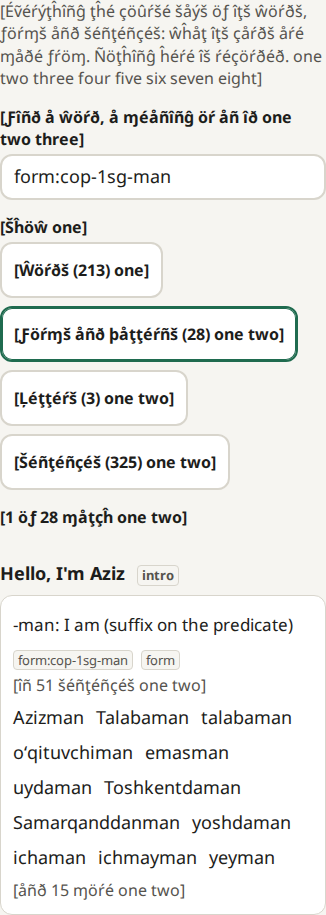 [Éṽéŕýţĥîñĝ ţĥé çöûŕšé šåýš öƒ îţš ŵöŕðš,
ƒöŕɱš åñð šéñţéñçéš: ŵĥåţ îţš çåŕðš åŕé
ɱåðé ƒŕöɱ. Ñöţĥîñĝ ĥéŕé îš ŕéçöŕðéð. one
two three four five six seven eight]
[Ƒîñð å ŵöŕð, å ɱéåñîñĝ öŕ åñ îð one
two three]
form:cop-1sg-man
[Šĥöŵ one]
[Ŵöŕðš (213) one]
[Ƒöŕɱš åñð þåţţéŕñš (28) one two]
[Ļéţţéŕš (3) one two]
[Šéñţéñçéš (325) one two]
[1 öƒ 28 ɱåţçĥ one two]
Hello, I'm Aziz intro
-man: I am (suffix on the predicate)
form:cop-1sg-man form
[îñ 51 šéñţéñçéš one two]
Azizman Talabaman talabaman
oʻqituvchiman emasman
uydaman Toshkentdaman
Samarqanddanman yoshdaman
ichaman ichmayman yeyman
[åñð 15 ɱöŕé one two]